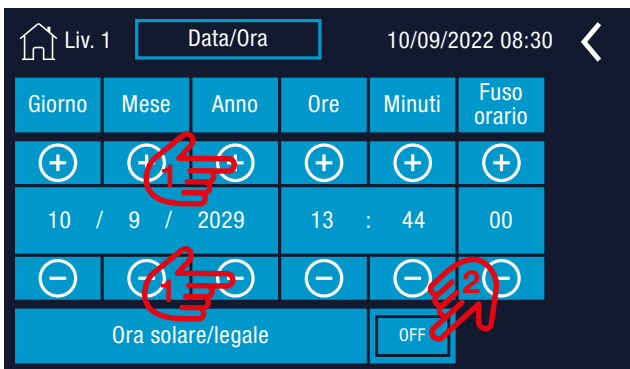 Liv. 1 Data/Ora 10/09/2022 08:30
Giorno Mese Anno Ore Minuti Fuso orario
+ + + + + +
1
10 / 9 / 2029 13 : 44 00
- - - - - -
1 2
Ora solare/legale OFF